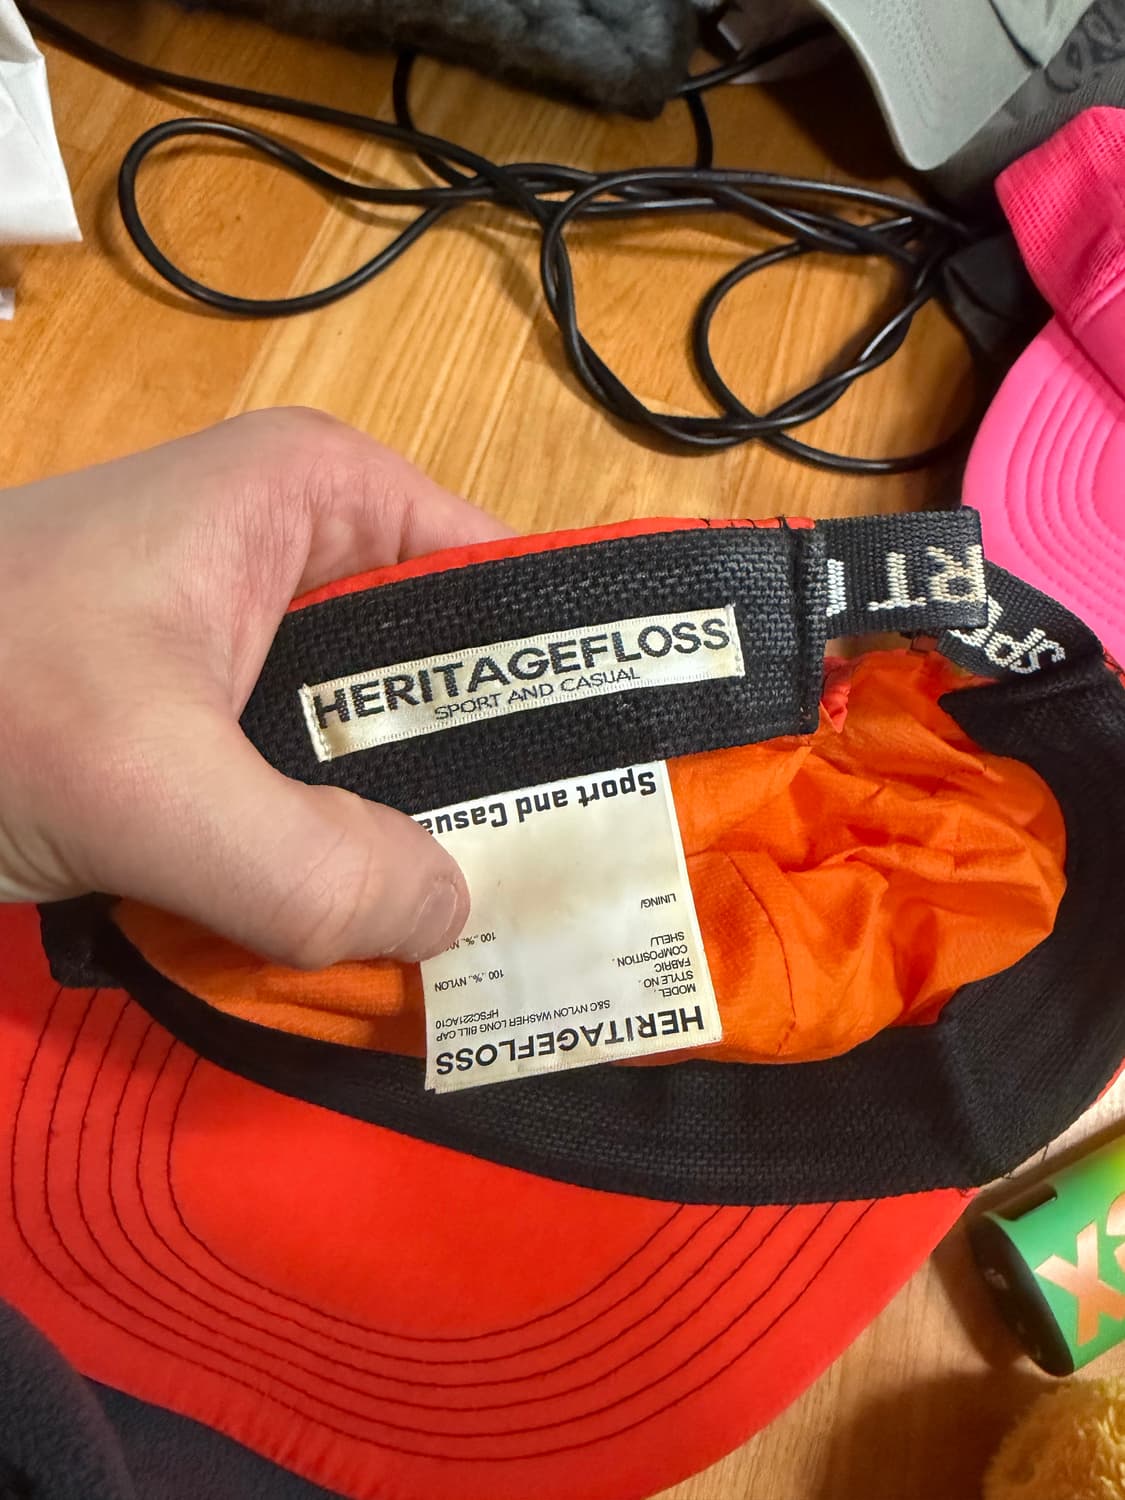 HERITAGEFLOSS
SPORT AND CASUAL
HERITAGEFLOSS
MODEL. S&C NYLON WASHER LONG BILL CAP
STYLE NO. HFSC221AC10
FABRIC
COMPOSITION.
SHELL/ 100 .,%., NYLON
LINING/ 100 .,%.,
Sport and
RT